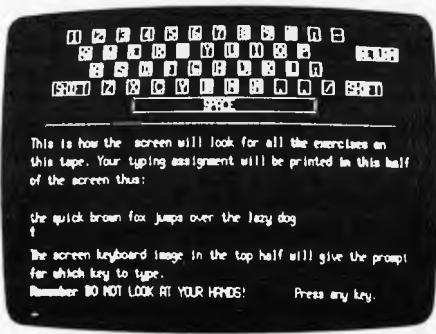 SPACE
This is how the screen will look for all the exercises on
this tape. Your typing assignment will be printed in this half
of the screen thus:
the quick brown fox jumps over the lazy dog
t
The screen keyboard image in the top half will give the prompt
for which key to type.
Remember DO NOT LOOK AT YOUR HANDS! Press any key.